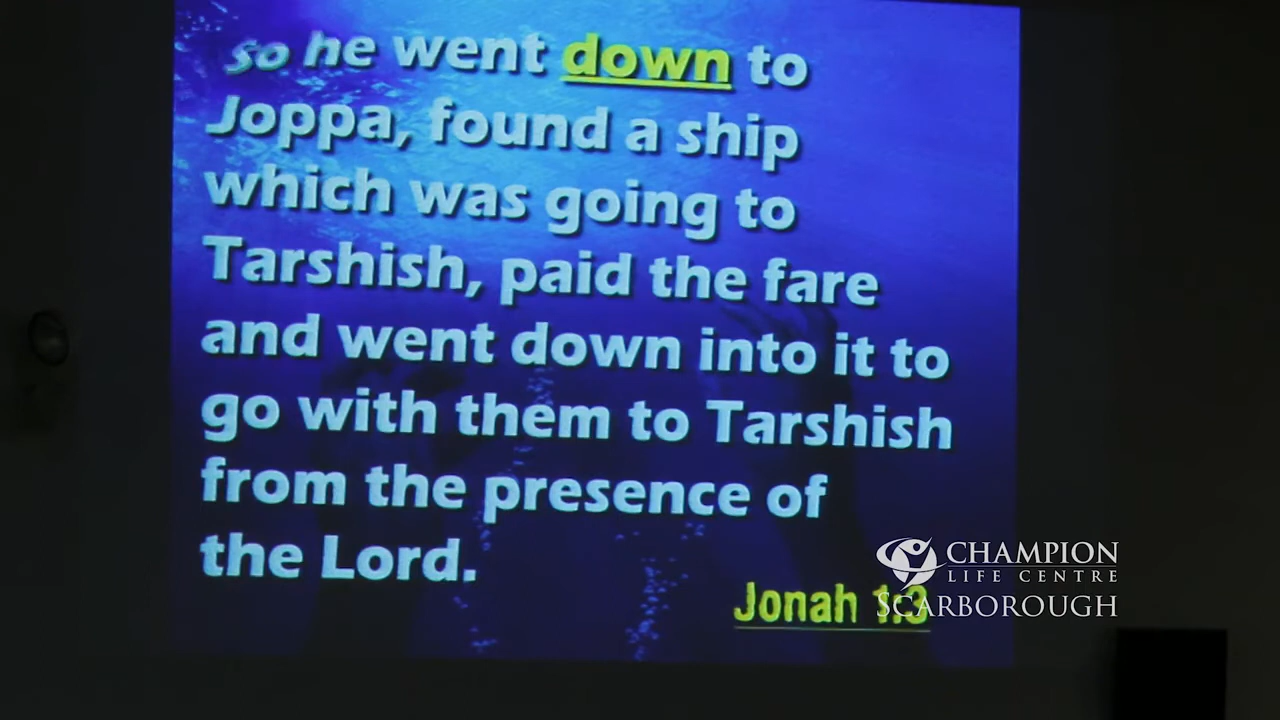 so he went down to
Joppa, found a ship
which was going to
Tarshish, paid the fare
and went down into it to
go with them to Tarshish
from the presence of
the Lord.
Jonah 1:3
CHAMPION
LIFE CENTRE
SCARBOROUGH